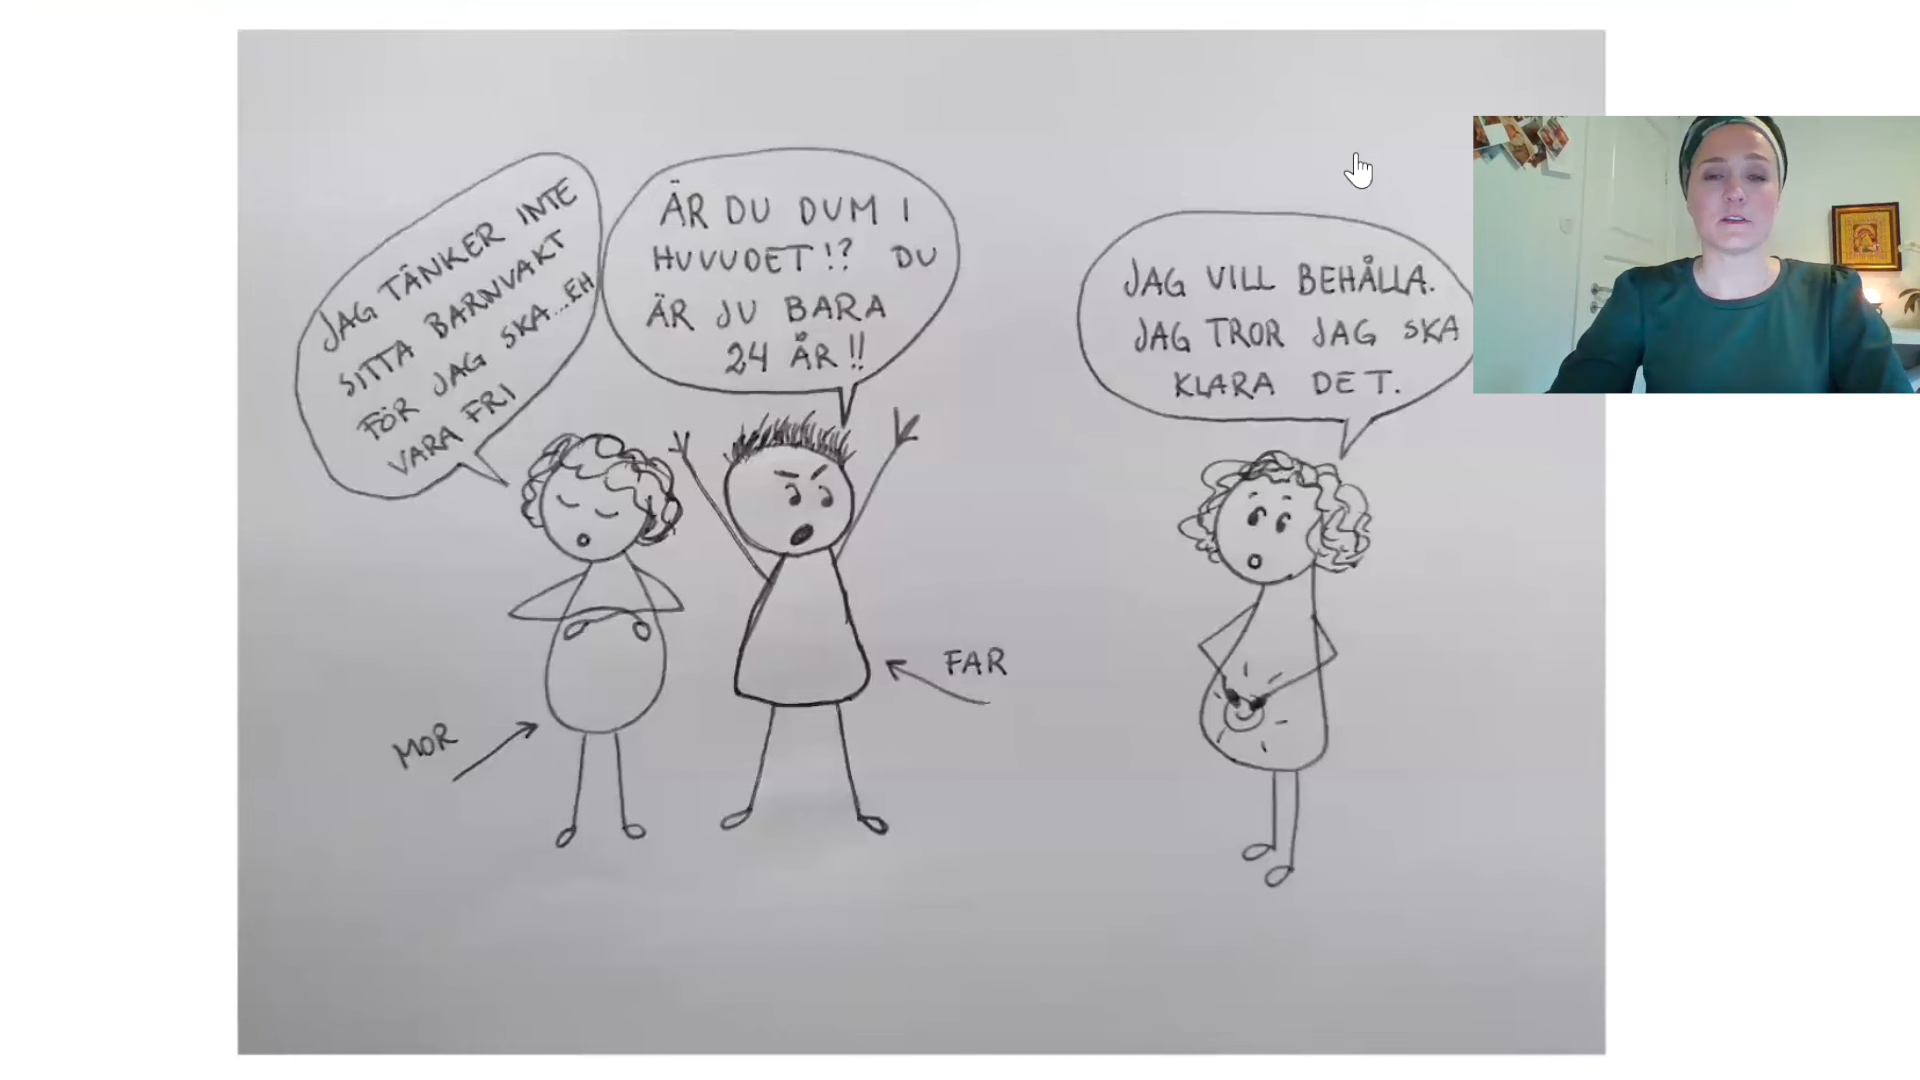 JAG TÄNKER INTE
SITTA BARNVAKT
FÖR JAG SKA...EH
VARA FRI
ÄR DU DUM I
HUVUDET!? DU
ÄR JU BARA
24 ÅR!!
JAG VILL BEHÅLLA.
JAG TROR JAG SKA
KLARA DET.
MOR
FAR